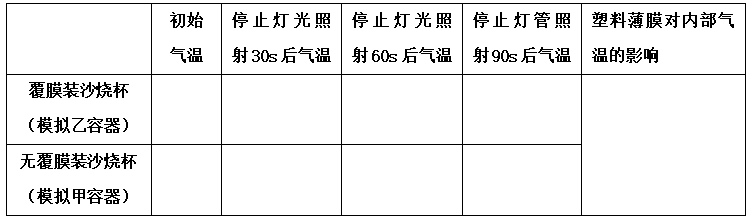 初始 停止灯光照 停止灯光照 停止灯管照 塑料薄膜对内部气
气温 射30s后气温 射60s后气温 射90s后气温 温的影响
覆膜装沙烧杯
（模拟乙容器）
无覆膜装沙烧杯
（模拟甲容器）